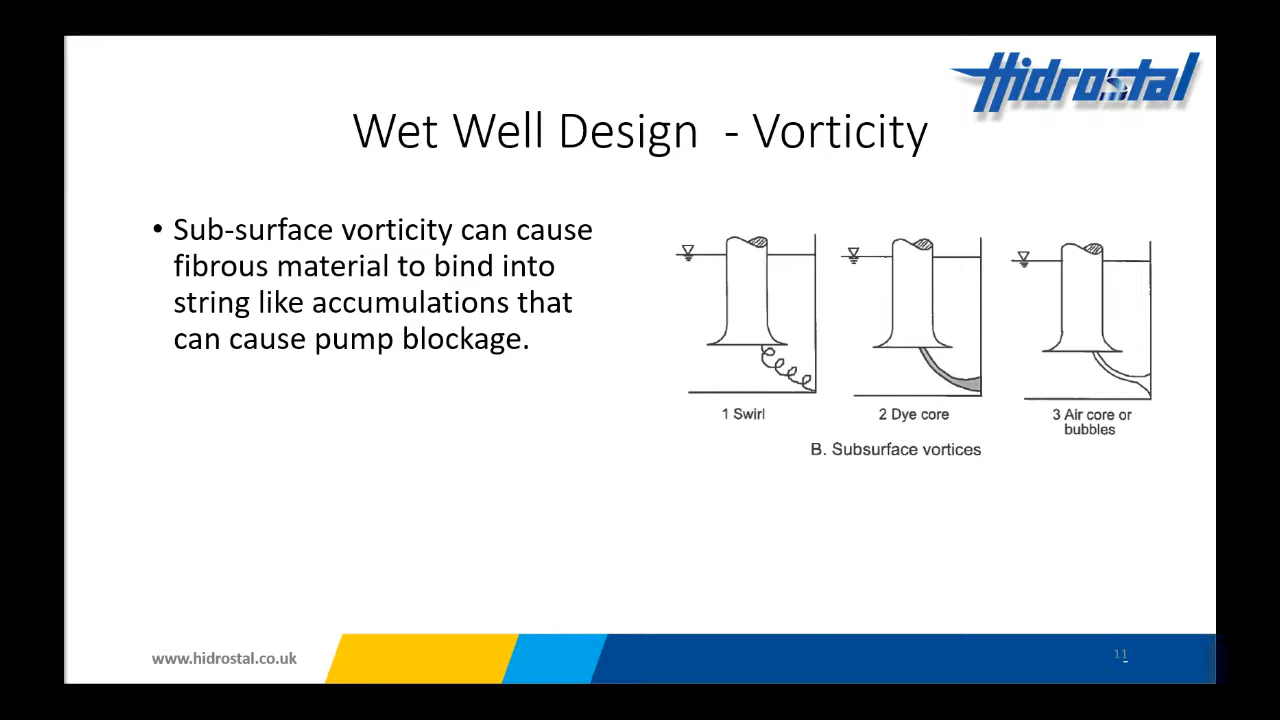 Hidrostal
Wet Well Design - Vorticity
• Sub-surface vorticity can cause
fibrous material to bind into
string like accumulations that
can cause pump blockage.
1 Swirl
2 Dye core
3 Air core or
bubbles
B. Subsurface vortices
www.hidrostal.co.uk
11